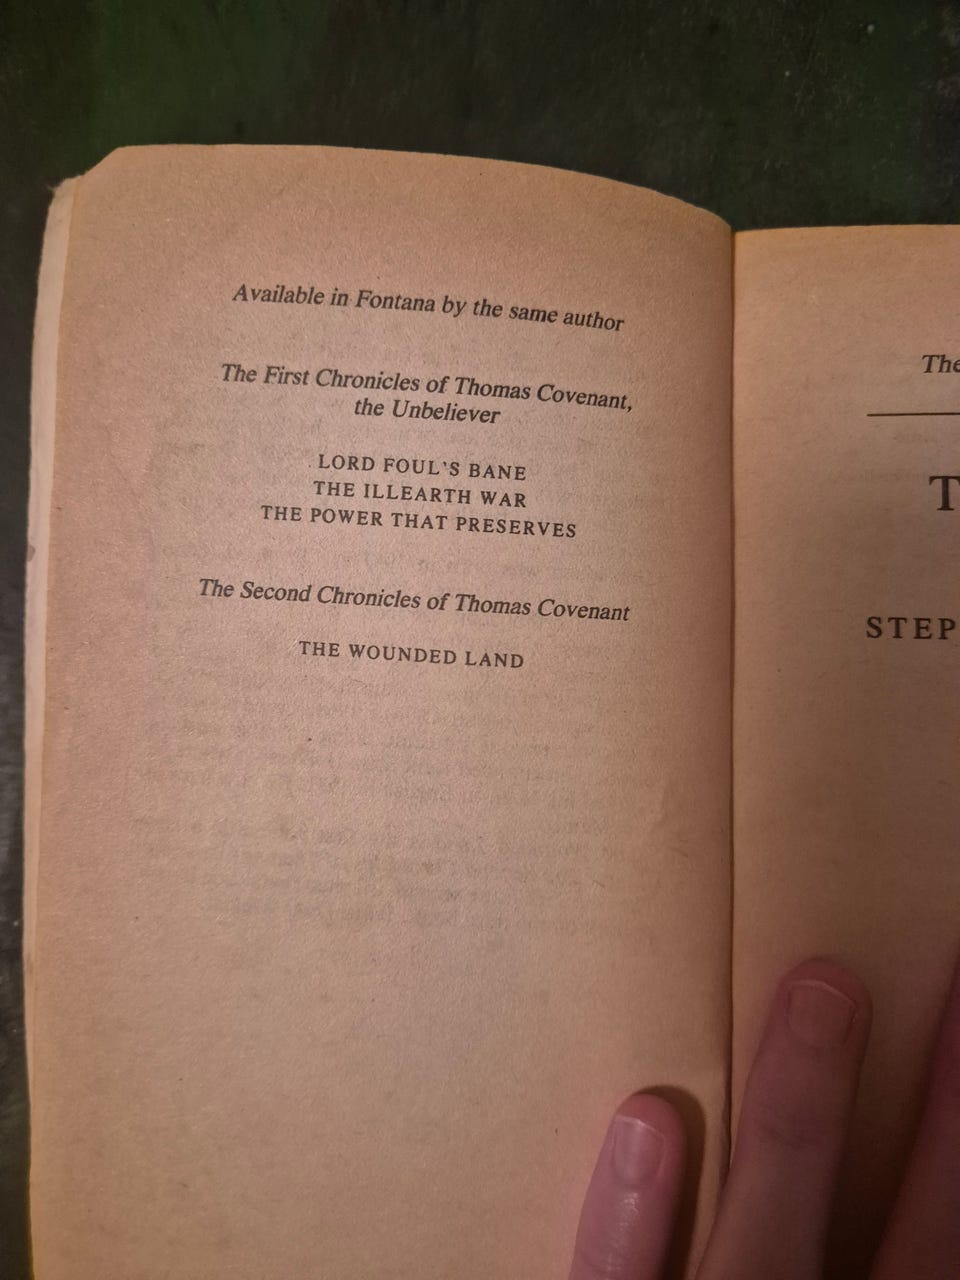 Available in Fontana by the same author
The First Chronicles of Thomas Covenant,
the Unbeliever
LORD FOUL'S BANE
THE ILLEARTH WAR
THE POWER THAT PRESERVES
The Second Chronicles of Thomas Covenant
THE WOUNDED LAND
The
T
STEP